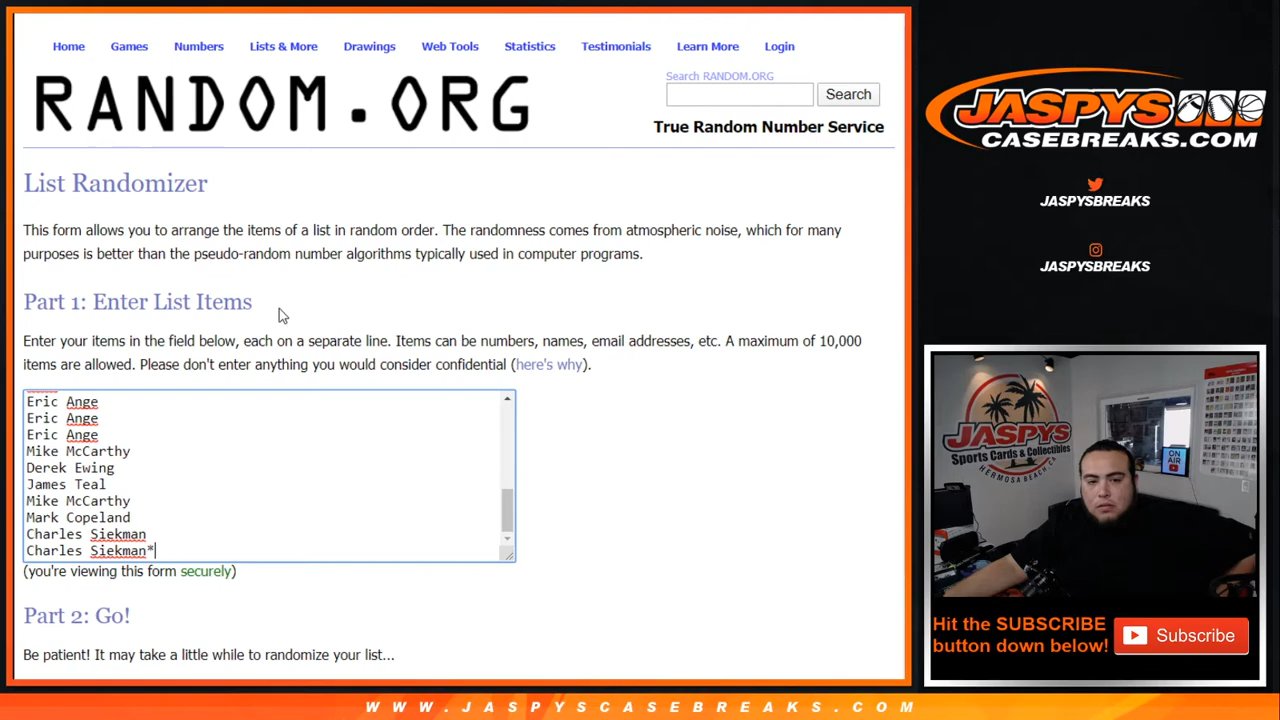 Home Games Numbers Lists & More Drawings Web Tools Statistics Testimonials Learn More Login
RANDOM.ORG
Search RANDOM.ORG
Search
True Random Number Service
List Randomizer
This form allows you to arrange the items of a list in random order. The randomness comes from atmospheric noise, which for many
purposes is better than the pseudo-random number algorithms typically used in computer programs.
Part 1: Enter List Items
Enter your items in the field below, each on a separate line. Items can be numbers, names, email addresses, etc. A maximum of 10,000
items are allowed. Please don't enter anything you would consider confidential (here's why).
Eric Ange
Eric Ange
Eric Ange
Mike McCarthy
Derek Ewing
James Teal
Mike McCarthy
Mark Copeland
Charles Siekman
Charles Siekman*
(you're viewing this form securely)
Part 2: Go!
Be patient! It may take a little while to randomize your list...
JASPYS
CASEBREAKS.COM
JASPYSBREAKS
JASPYSBREAKS
JASPYS
Sports Cards & Collectibles
HERMOSA BEACH, CA
ON AIR
Hit the SUBSCRIBE
button down below!
Subscribe
WWW.JASPYSCASEBREAKS.COM